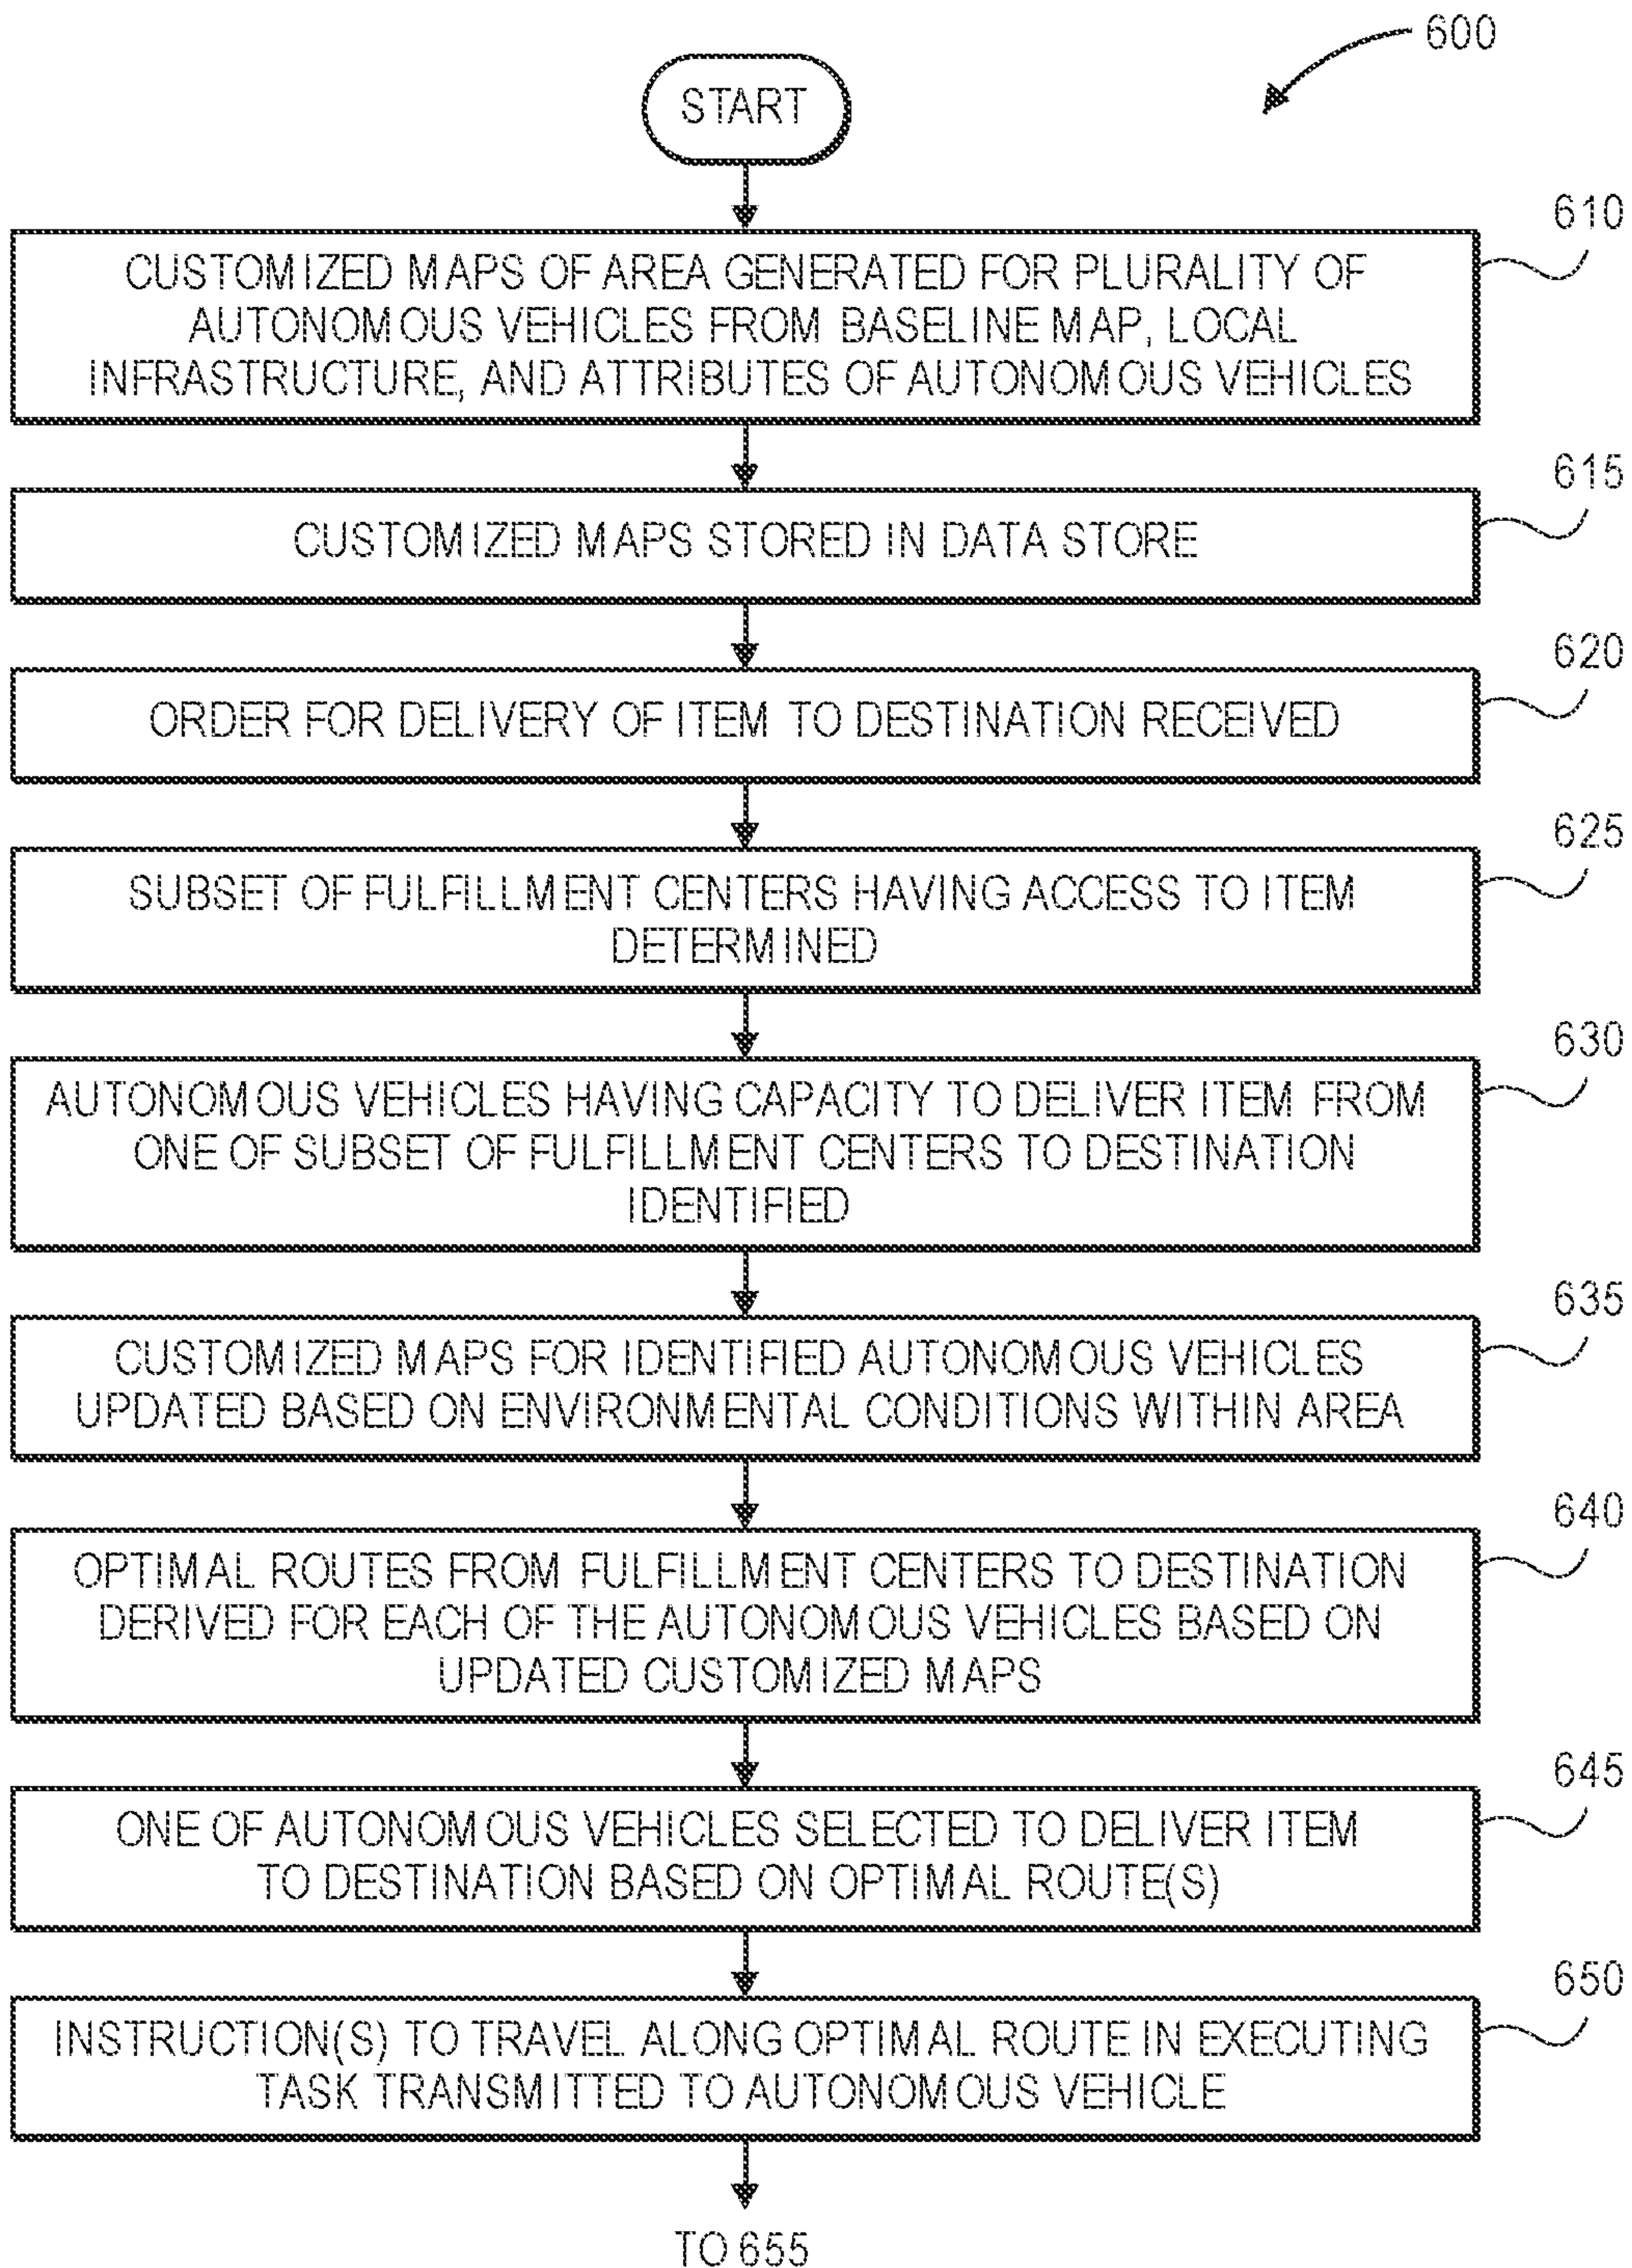 600
START
610
CUSTOMIZED MAPS OF AREA GENERATED FOR PLURALITY OF
AUTONOMOUS VEHICLES FROM BASELINE MAP, LOCAL
INFRASTRUCTURE, AND ATTRIBUTES OF AUTONOMOUS VEHICLES
615
CUSTOMIZED MAPS STORED IN DATA STORE
620
ORDER FOR DELIVERY OF ITEM TO DESTINATION RECEIVED
625
SUBSET OF FULFILLMENT CENTERS HAVING ACCESS TO ITEM
DETERMINED
630
AUTONOMOUS VEHICLES HAVING CAPACITY TO DELIVER ITEM FROM
ONE OF SUBSET OF FULFILLMENT CENTERS TO DESTINATION
IDENTIFIED
635
CUSTOMIZED MAPS FOR IDENTIFIED AUTONOMOUS VEHICLES
UPDATED BASED ON ENVIRONMENTAL CONDITIONS WITHIN AREA
640
OPTIMAL ROUTES FROM FULFILLMENT CENTERS TO DESTINATION
DERIVED FOR EACH OF THE AUTONOMOUS VEHICLES BASED ON
UPDATED CUSTOMIZED MAPS
645
ONE OF AUTONOMOUS VEHICLES SELECTED TO DELIVER ITEM
TO DESTINATION BASED ON OPTIMAL ROUTE(S)
650
INSTRUCTION(S) TO TRAVEL ALONG OPTIMAL ROUTE IN EXECUTING
TASK TRANSMITTED TO AUTONOMOUS VEHICLE
TO 655